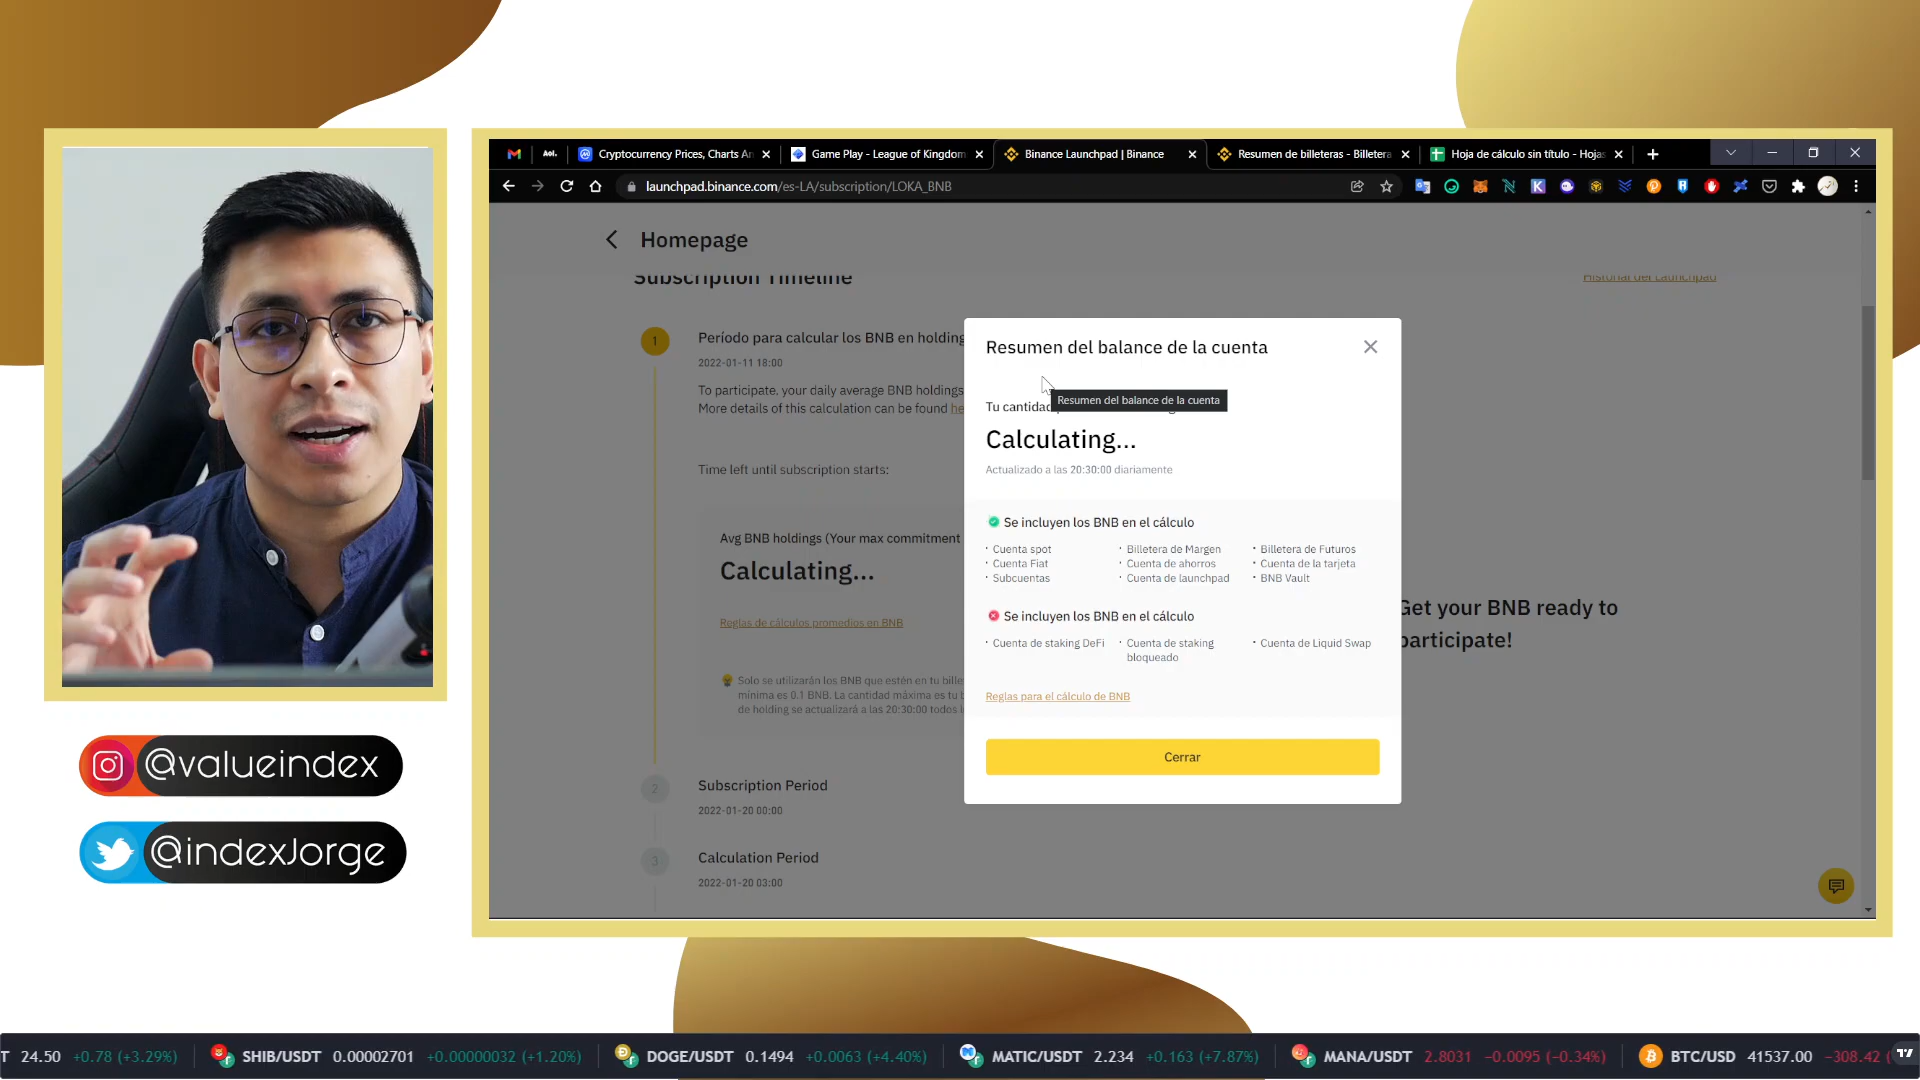 Aol.
Cryptocurrency Prices, Charts An
Game Play - League of Kingdom
Binance Launchpad | Binance
Resumen de billeteras - Billetera
Hoja de cálculo sin título - Hojas
launchpad.binance.com/es-LA/subscription/LOKA_BNB
Homepage
Subscription Timeline
Historial del Launchpad
1
Período para calcular los BNB en holding
2022-01-11 18:00
To participate, your daily average BNB holdings
More details of this calculation can be found he
Time left until subscription starts:
Avg BNB holdings (Your max commitment
Calculating...
Reglas de cálculos promedios en BNB
Solo se utilizarán los BNB que estén en tu bille
mínima es 0.1 BNB. La cantidad máxima es tu b
de holding se actualizará a las 20:30:00 todos l
2
Subscription Period
2022-01-20 00:00
3
Calculation Period
2022-01-20 03:00
Get your BNB ready to
participate!
Resumen del balance de la cuenta
Tu cantidad
Resumen del balance de la cuenta
Calculating...
Actualizado a las 20:30:00 diariamente
Se incluyen los BNB en el cálculo
· Cuenta spot · Billetera de Margen · Billetera de Futuros
· Cuenta Fiat · Cuenta de ahorros · Cuenta de la tarjeta
· Subcuentas · Cuenta de launchpad · BNB Vault
Se incluyen los BNB en el cálculo
· Cuenta de staking DeFi · Cuenta de staking bloqueado · Cuenta de Liquid Swap
Reglas para el cálculo de BNB
Cerrar
@valueindex
@indexJorge
T 24.50 +0.78 (+3.29%) SHIB/USDT 0.00002701 +0.00000032 (+1.20%) DOGE/USDT 0.1494 +0.0063 (+4.40%) MATIC/USDT 2.234 +0.163 (+7.87%) MANA/USDT 2.8031 −0.0095 (−0.34%) BTC/USD 41537.00 −308.42 (